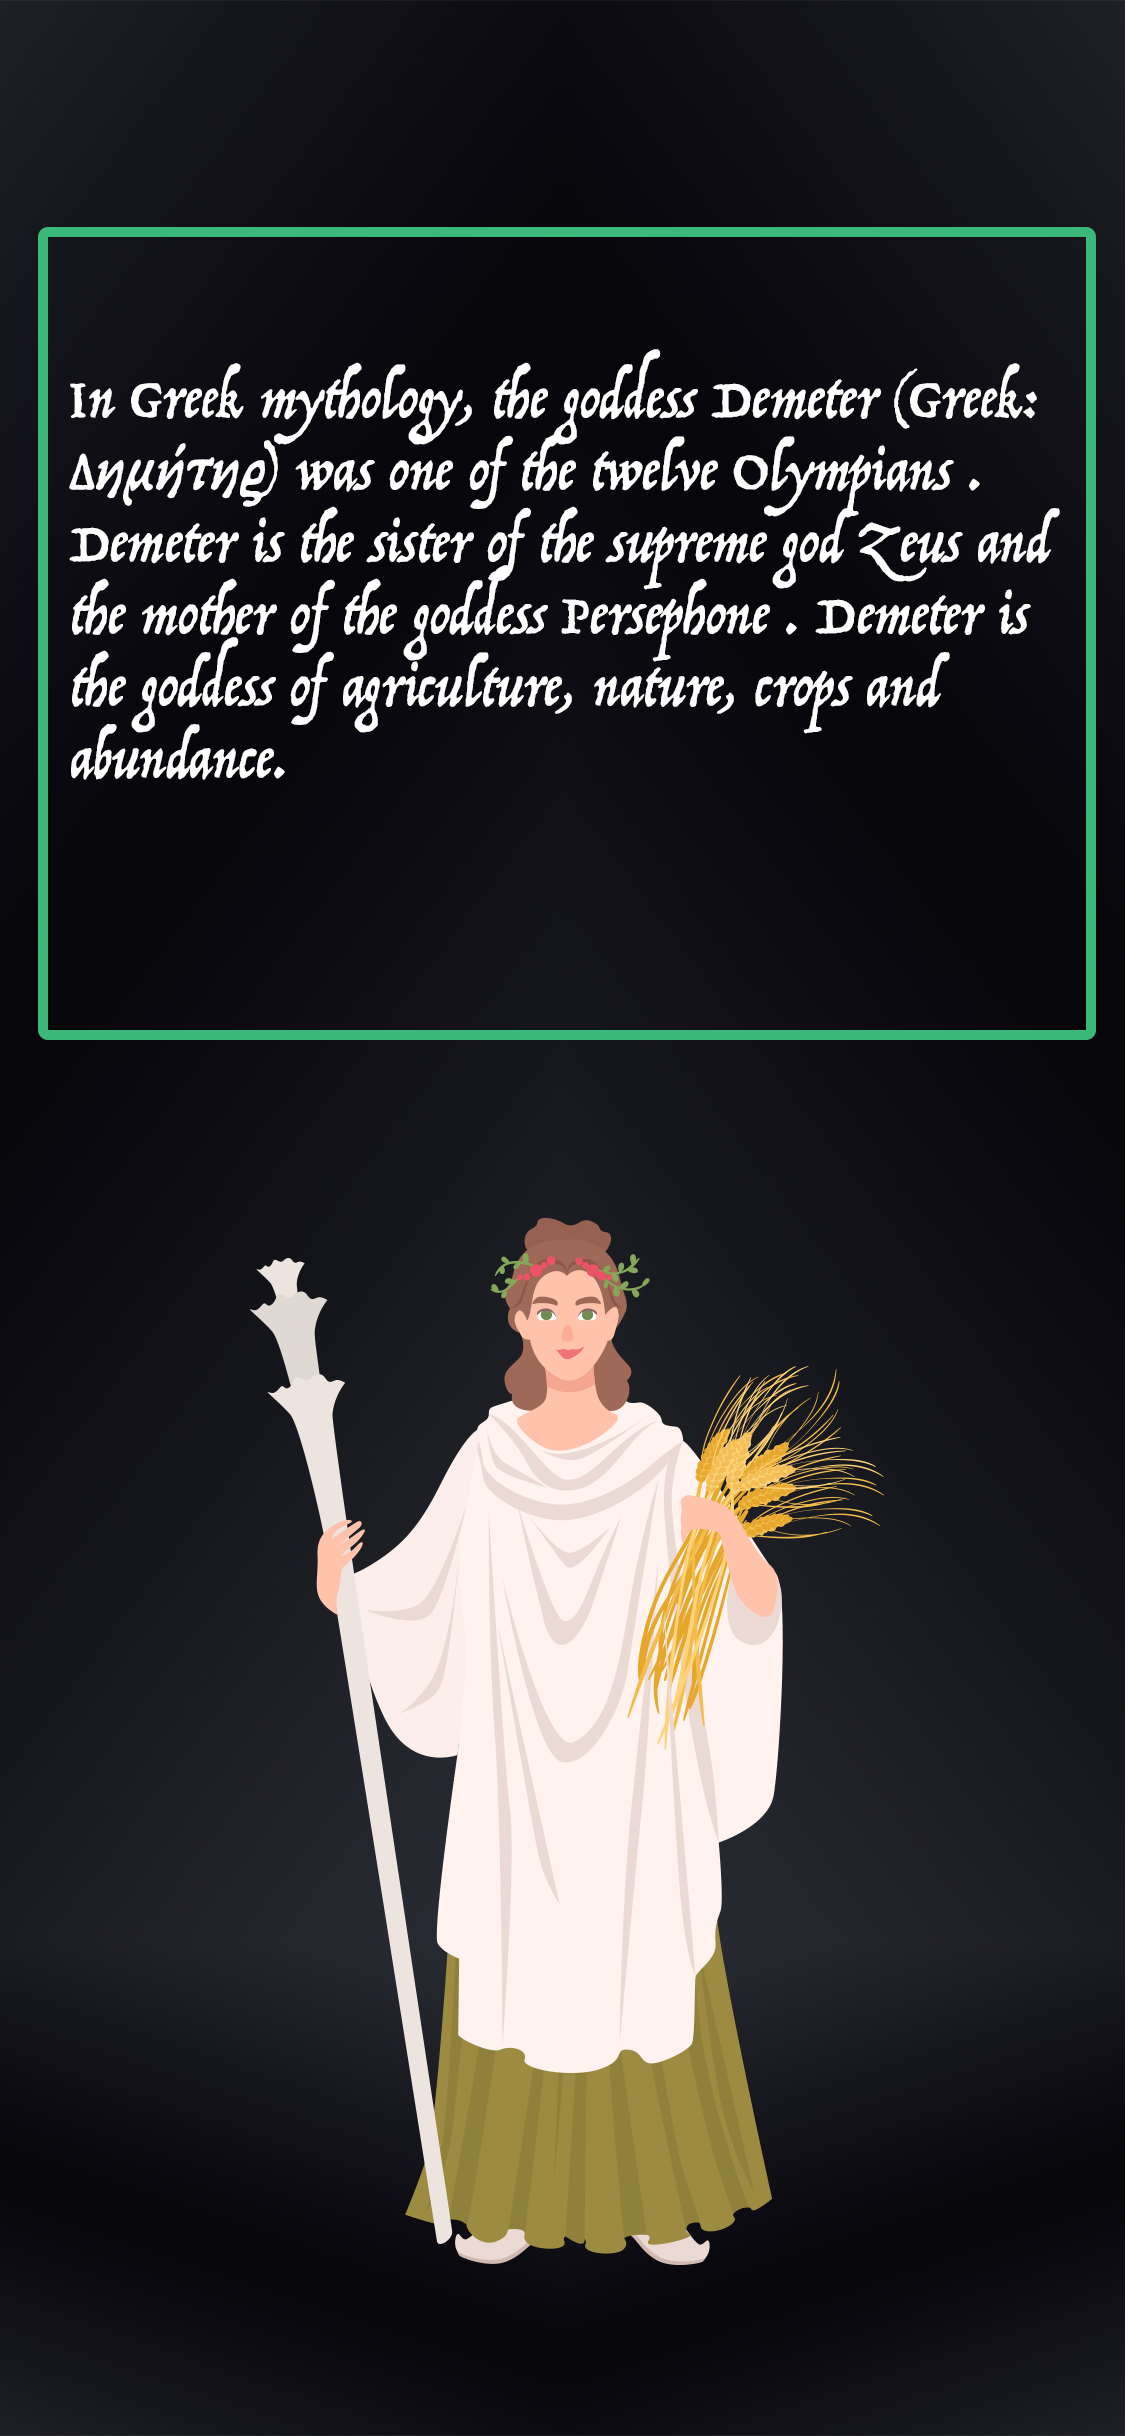 In Greek mythology, the goddess Demeter (Greek:
Δημήτηρ) was one of the twelve Olympians .
Demeter is the sister of the supreme god Zeus and
the mother of the goddess Persephone . Demeter is
the goddess of agriculture, nature, crops and
abundance.